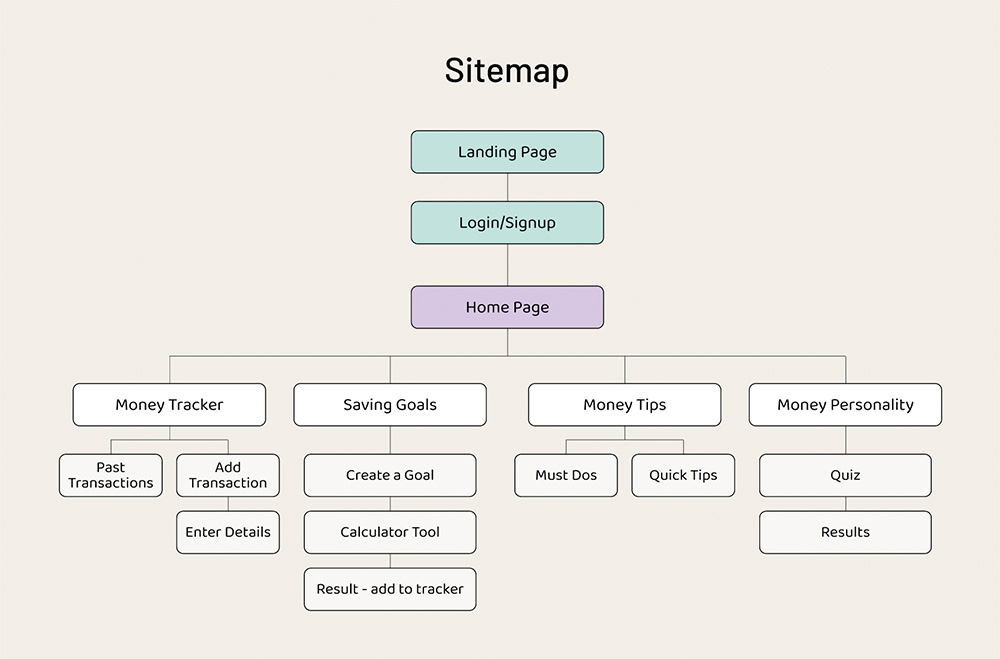 Sitemap
Landing Page
Login/Signup
Home Page
Money Tracker
Saving Goals
Money Tips
Money Personality
Past
Transactions
Add
Transaction
Create a Goal
Must Dos
Quick Tips
Quiz
Enter Details
Calculator Tool
Results
Result - add to tracker